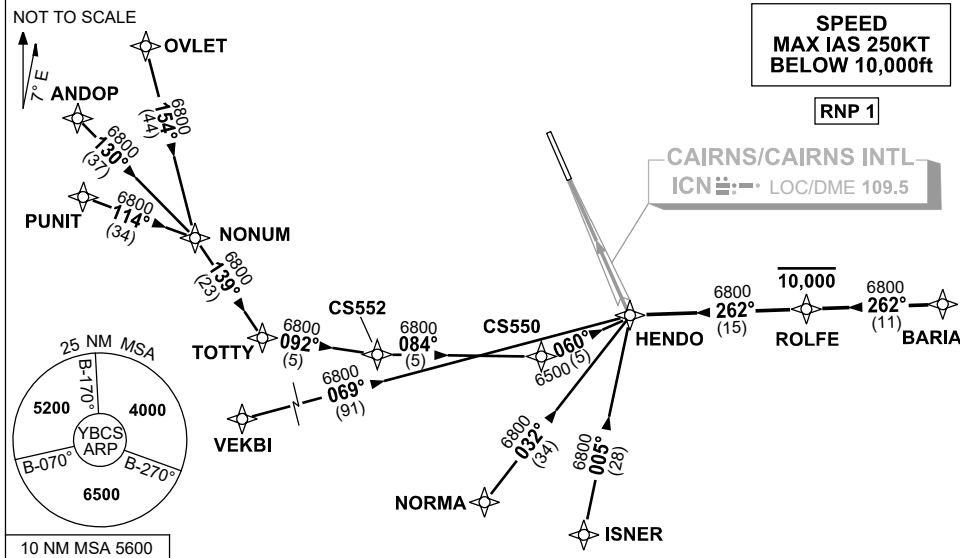 NOT TO SCALE
7° E
OVLET
6800
154°
(44)
ANDOP
6800
130°
(37)
PUNIT
6800
114°
(34)
NONUM
6800
139°
(23)
TOTTY
6800
092°
(5)
CS552
6800
084°
(5)
CS550
6500
060°
(5)
VEKBI
6800
069°
(91)
NORMA
6800
032°
(34)
ISNER
6800
005°
(28)
HENDO
6800
262°
(15)
10,000
ROLFE
6800
262°
(11)
BARIA
SPEED
MAX IAS 250KT
BELOW 10,000ft
RNP 1
CAIRNS/CAIRNS INTL
ICN LOC/DME 109.5
25 NM MSA
B-170°
5200
4000
YBCS
ARP
B-070°
B-270°
6500
10 NM MSA 5600